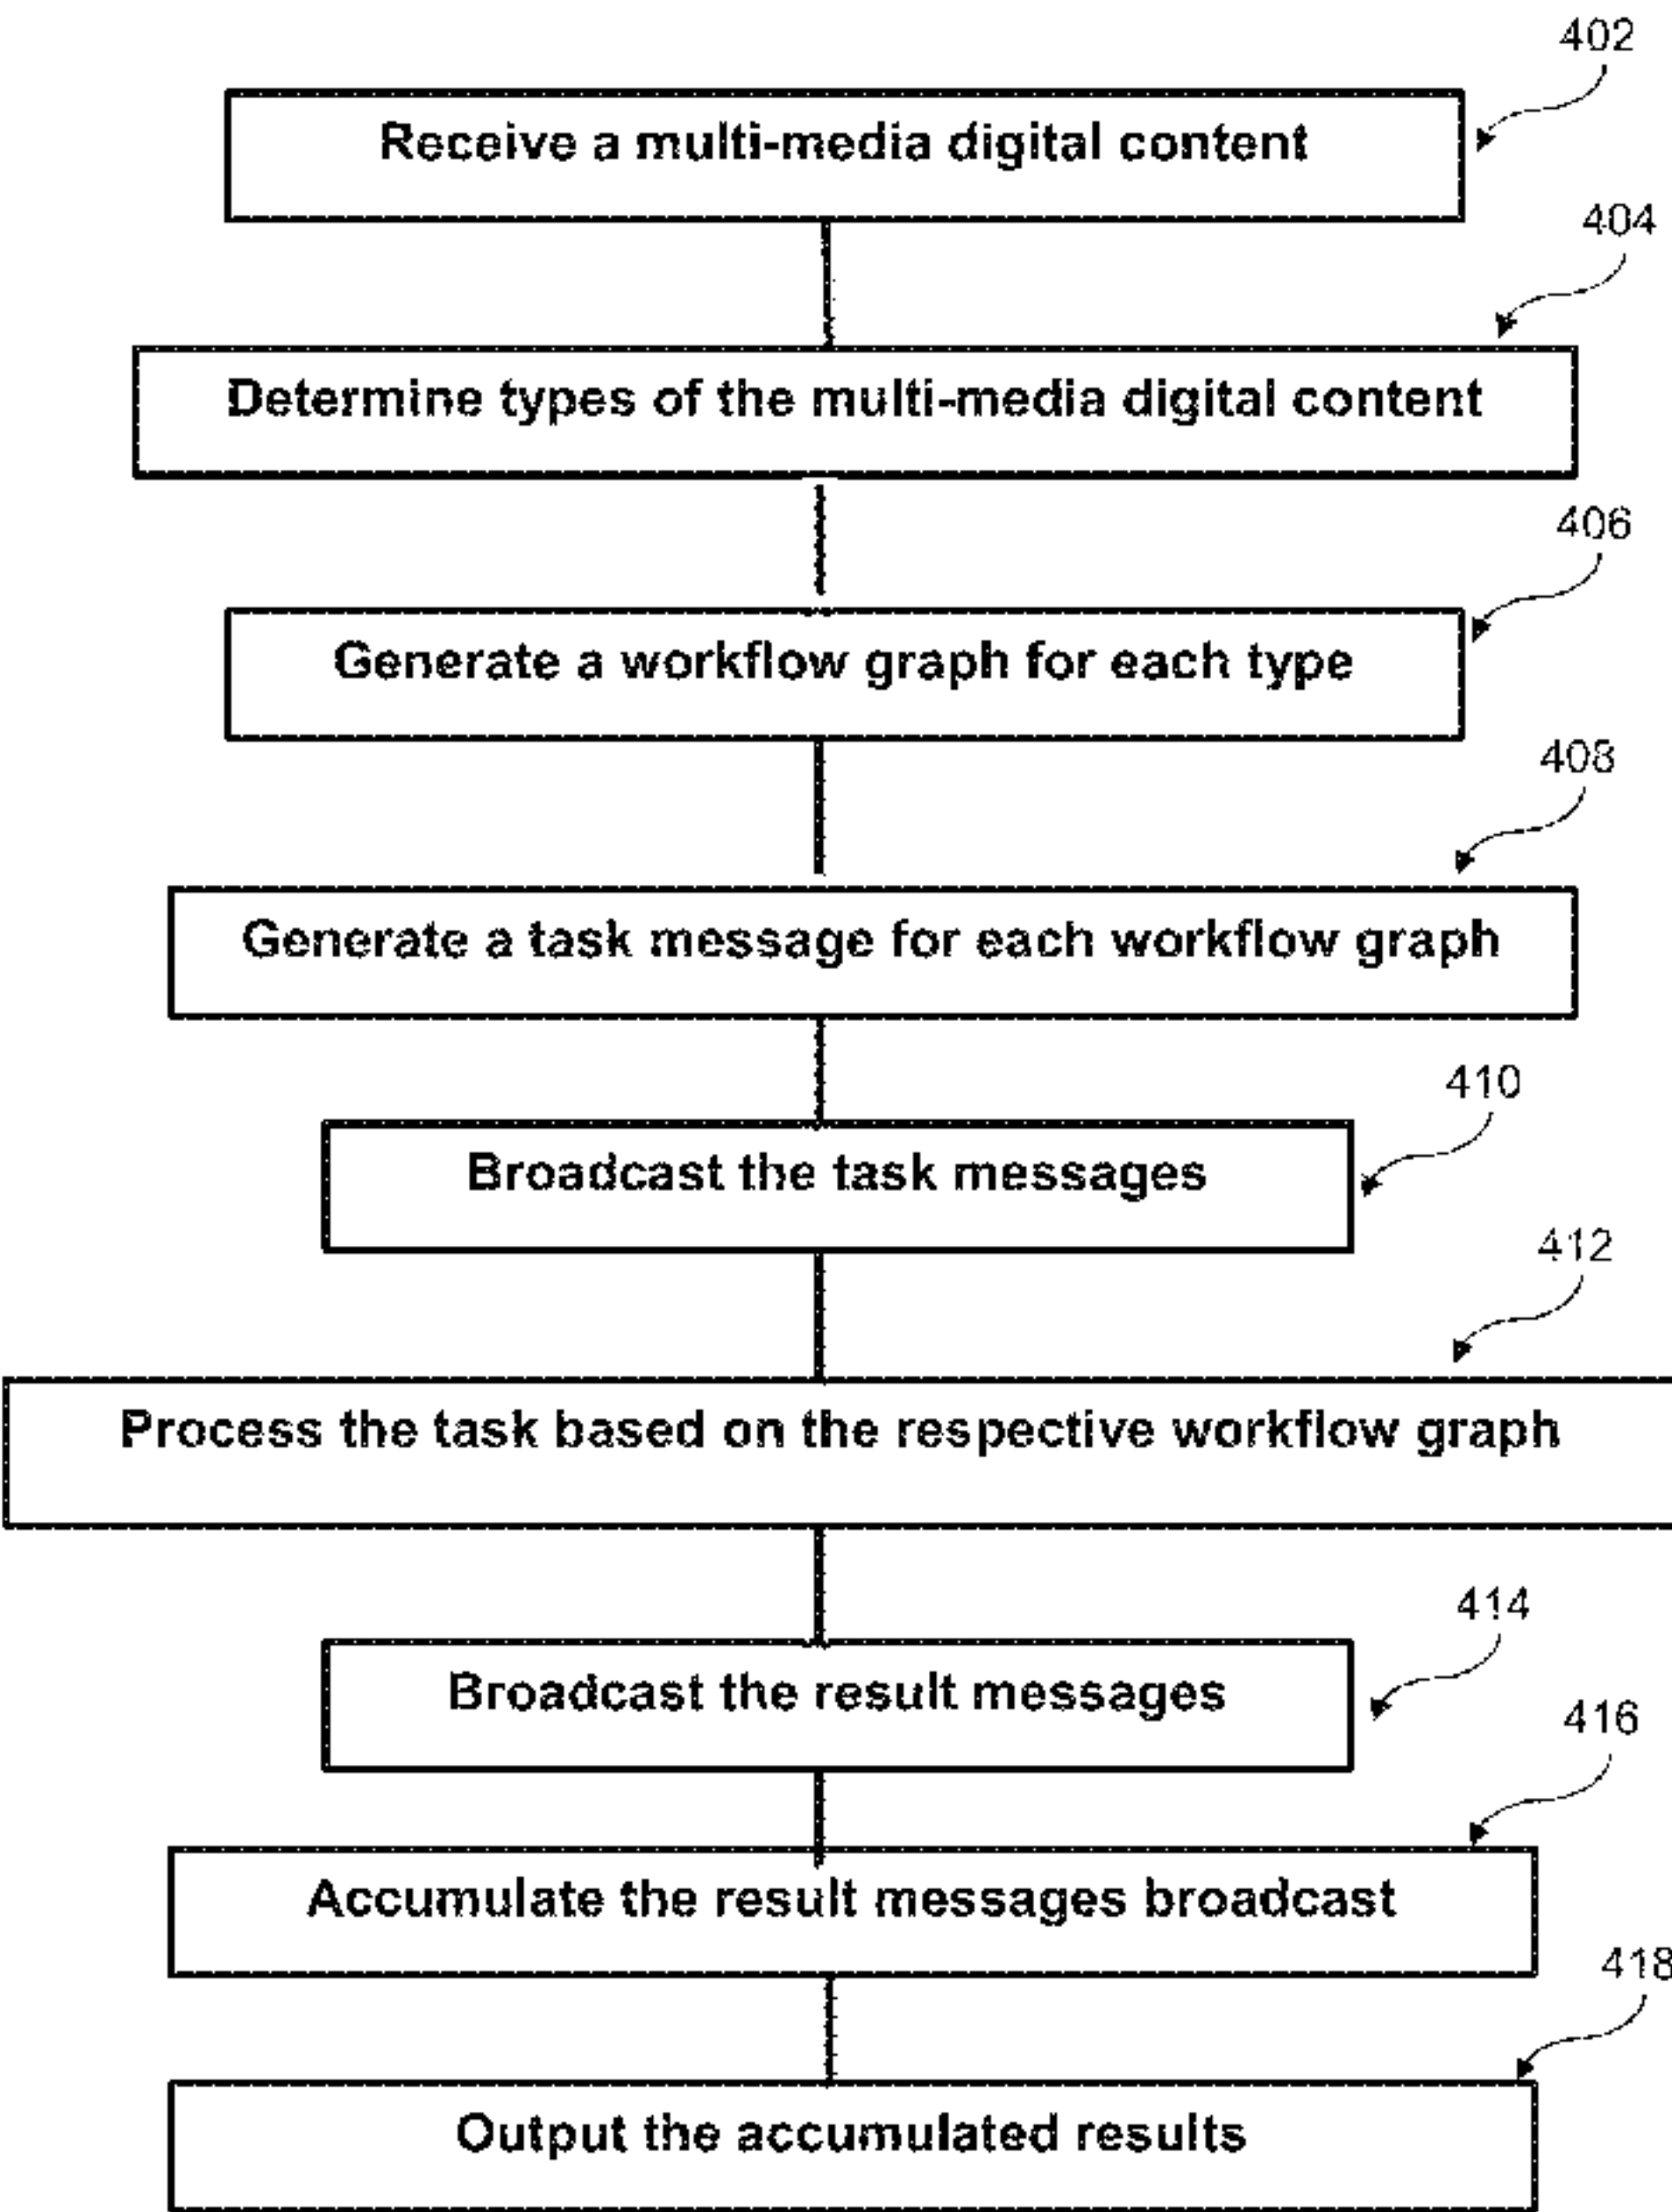 402
Receive a multi-media digital content
404
Determine types of the multi-media digital content
406
Generate a workflow graph for each type
408
Generate a task message for each workflow graph
410
Broadcast the task messages
412
Process the task based on the respective workflow graph
414
Broadcast the result messages
416
Accumulate the result messages broadcast
418
Output the accumulated results